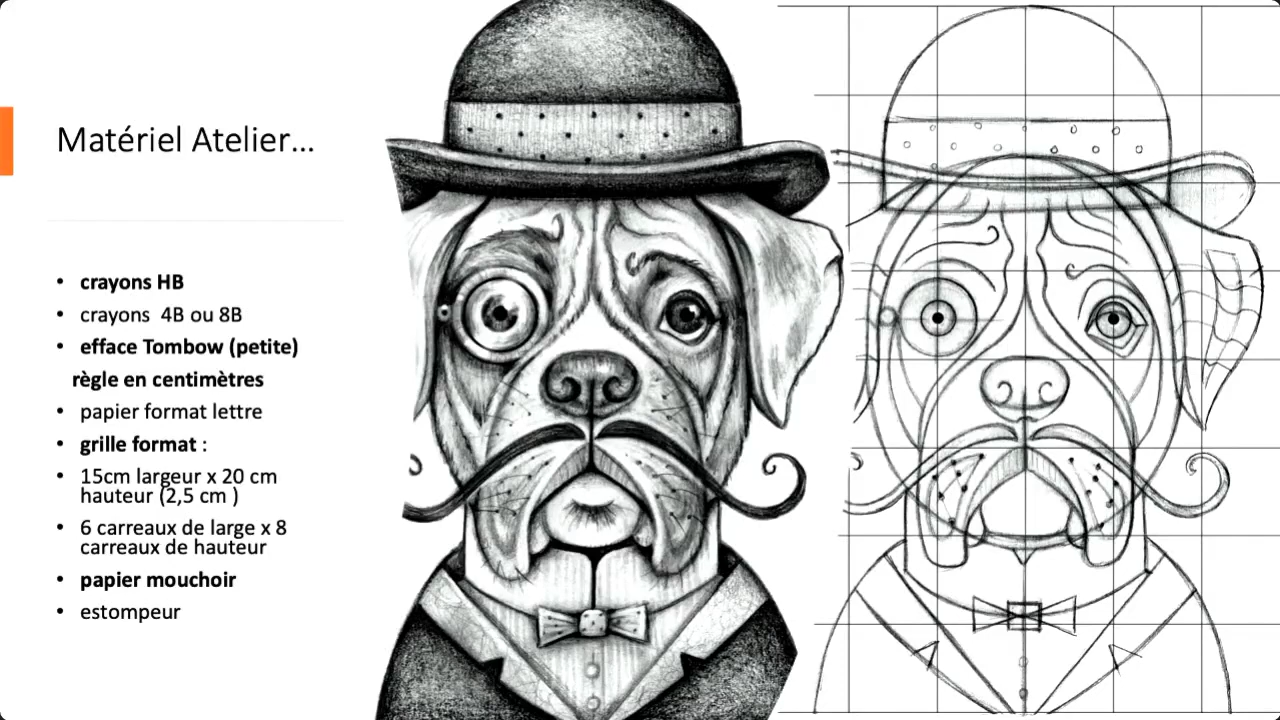 Matériel Atelier...
• crayons HB
• crayons 4B ou 8B
• efface Tombow (petite)
règle en centimètres
• papier format lettre
• grille format :
• 15cm largeur x 20 cm
hauteur (2,5 cm )
• 6 carreaux de large x 8
carreaux de hauteur
• papier mouchoir
• estompeur